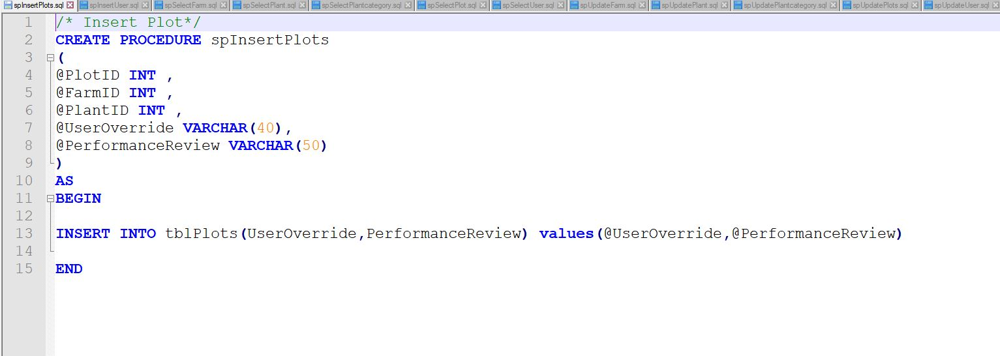 spInsertPlots.sql spInsertUser.sql spSelectFarm.sql spSelectPlant.sql spSelectPlantcategory.sql spSelectPlot.sql spSelectUser.sql spUpdateFarm.sql spUpdatePlant.sql spUpdatePlantcategory.sql spUpdatePlots.sql spUpdateUser.sql
1 /* Insert Plot*/
2 CREATE PROCEDURE spInsertPlots
3 (
4 @PlotID INT ,
5 @FarmID INT ,
6 @PlantID INT ,
7 @UserOverride VARCHAR(40),
8 @PerformanceReview VARCHAR(50)
9 )
10 AS
11 BEGIN
12
13 INSERT INTO tblPlots(UserOverride,PerformanceReview) values(@UserOverride,@PerformanceReview)
14
15 END